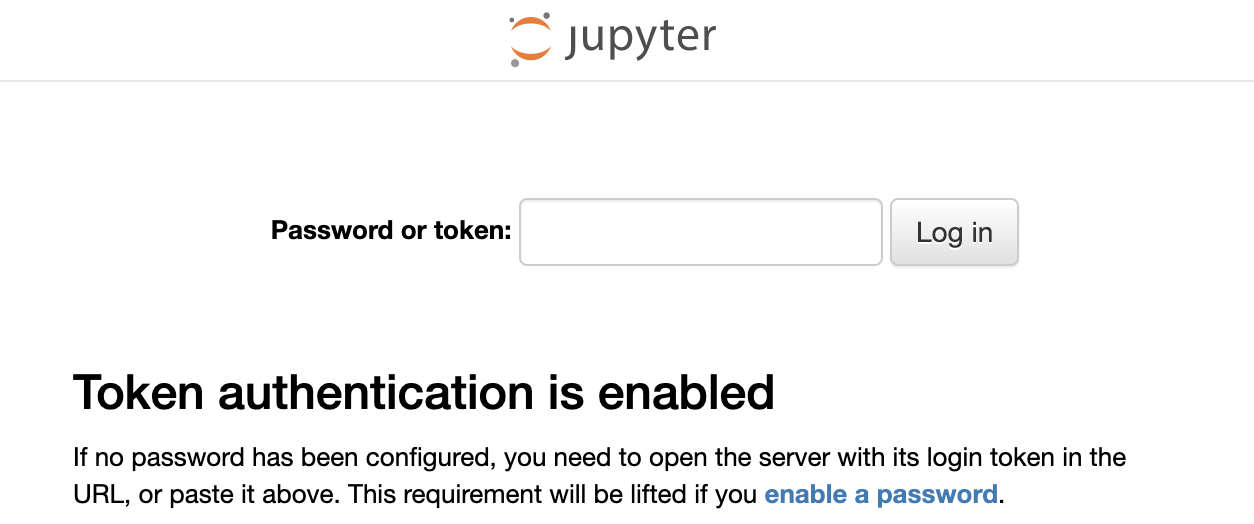 jupyter
Password or token: Log in
Token authentication is enabled
If no password has been configured, you need to open the server with its login token in the
URL, or paste it above. This requirement will be lifted if you enable a password.